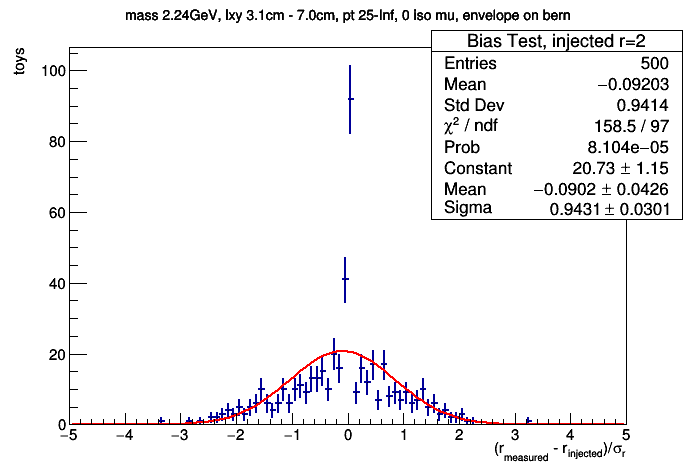 mass 2.24GeV, lxy 3.1cm - 7.0cm, pt 25-Inf, 0 Iso mu, envelope on bern
toys
Bias Test, injected r=2
Entries 500
Mean −0.09203
Std Dev 0.9414
χ² / ndf 158.5 / 97
Prob 8.104e−05
Constant 20.73 ± 1.15
Mean −0.0902 ± 0.0426
Sigma 0.9431 ± 0.0301
100
80
60
40
20
0
−5 −4 −3 −2 −1 0 1 2 3 4 5
(r_measured - r_injected)/σ_r